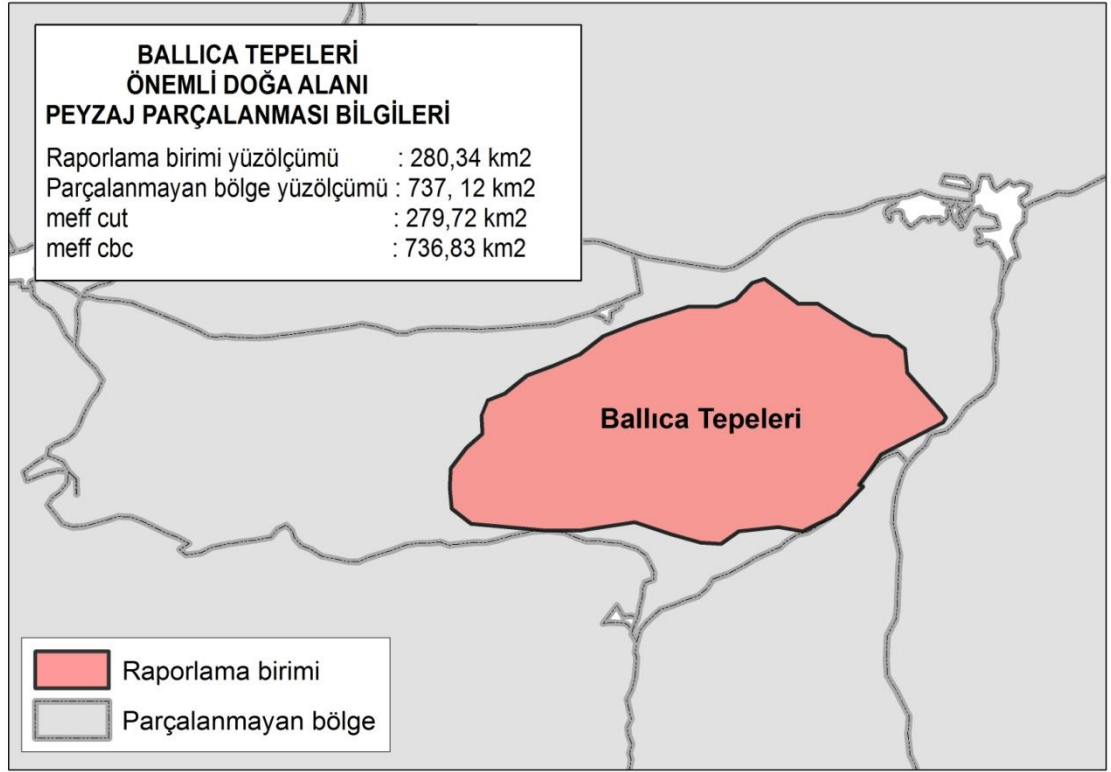 BALLICA TEPELERİ
ÖNEMLİ DOĞA ALANI
PEYZAJ PARÇALANMASI BİLGİLERİ
Raporlama birimi yüzölçümü : 280,34 km2
Parçalanmayan bölge yüzölçümü : 737, 12 km2
meff cut : 279,72 km2
meff cbc : 736,83 km2
Ballıca Tepeleri
Raporlama birimi
Parçalanmayan bölge